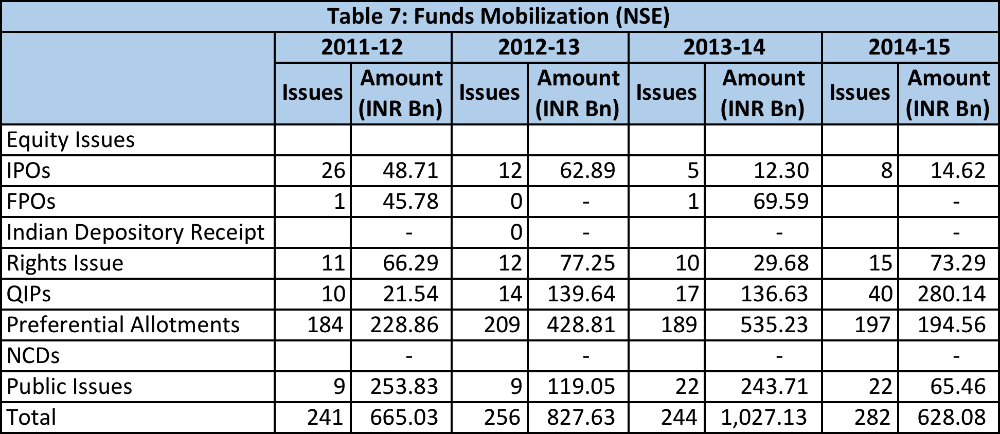 Table 7: Funds Mobilization (NSE)
2011-12 2012-13 2013-14 2014-15
Issues Amount (INR Bn) Issues Amount (INR Bn) Issues Amount (INR Bn) Issues Amount (INR Bn)
Equity Issues
IPOs 26 48.71 12 62.89 5 12.30 8 14.62
FPOs 1 45.78 0 - 1 69.59 -
Indian Depository Receipt - 0 - - -
Rights Issue 11 66.29 12 77.25 10 29.68 15 73.29
QIPs 10 21.54 14 139.64 17 136.63 40 280.14
Preferential Allotments 184 228.86 209 428.81 189 535.23 197 194.56
NCDs - - - -
Public Issues 9 253.83 9 119.05 22 243.71 22 65.46
Total 241 665.03 256 827.63 244 1,027.13 282 628.08